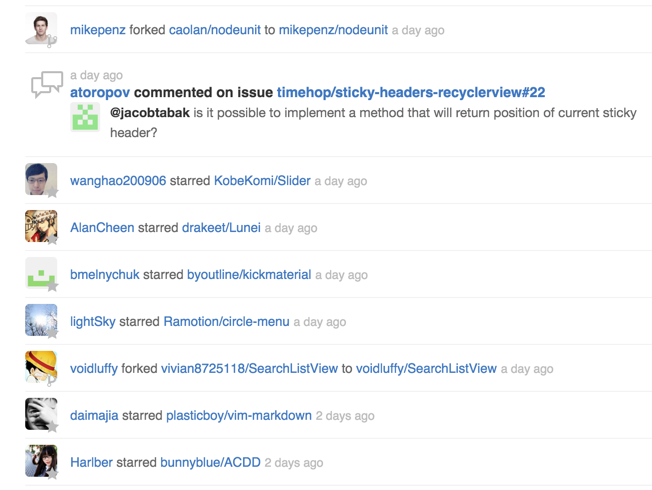 mikepenz forked caolan/nodeunit to mikepenz/nodeunit a day ago
a day ago
atoropov commented on issue timehop/sticky-headers-recyclerview#22
@jacobtabak is it possible to implement a method that will return position of current sticky
header?
wanghao200906 starred KobeKomi/Slider a day ago
AlanCheen starred drakeet/Lunei a day ago
bmelnychuk starred byoutline/kickmaterial a day ago
lightSky starred Ramotion/circle-menu a day ago
voidluffy forked vivian8725118/SearchListView to voidluffy/SearchListView a day ago
daimajia starred plasticboy/vim-markdown 2 days ago
Harlber starred bunnyblue/ACDD 2 days ago